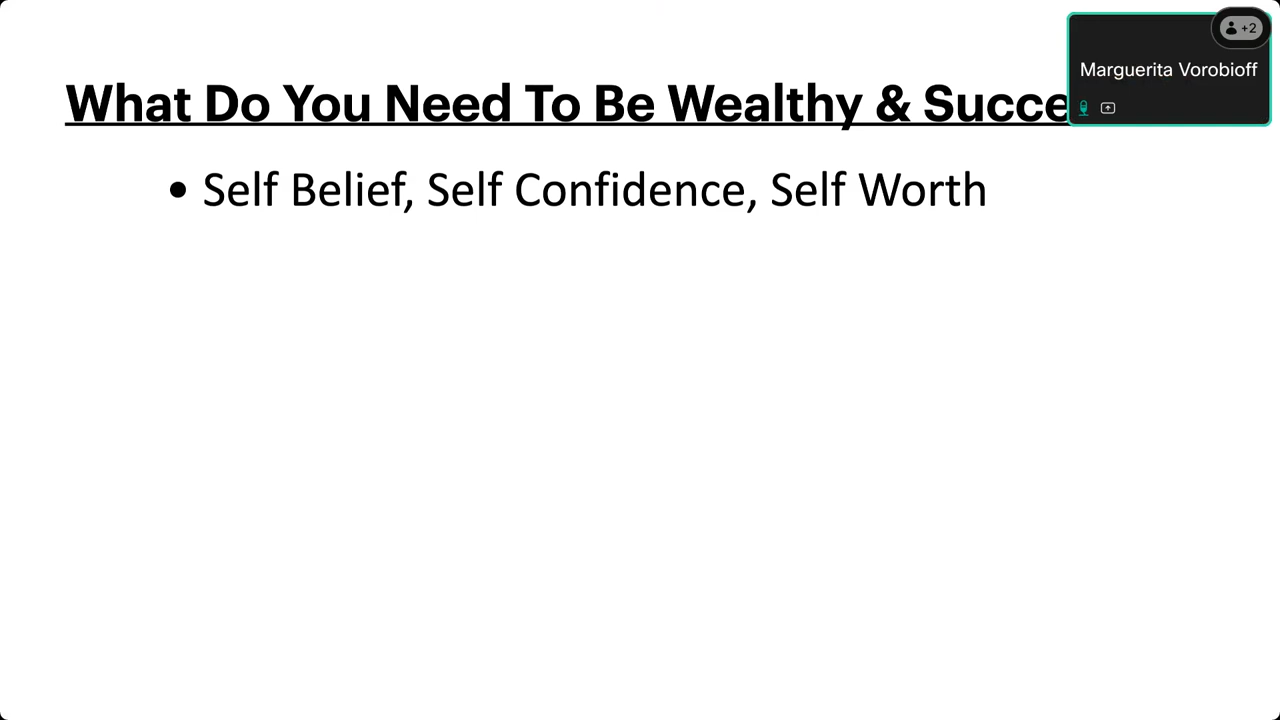 What Do You Need To Be Wealthy & Succe
• Self Belief, Self Confidence, Self Worth
+2
Marguerita Vorobioff